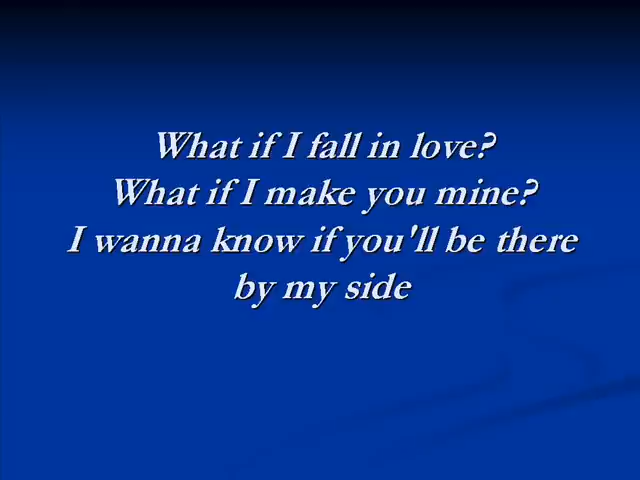 What if I fall in love?
What if I make you mine?
I wanna know if you'll be there
by my side